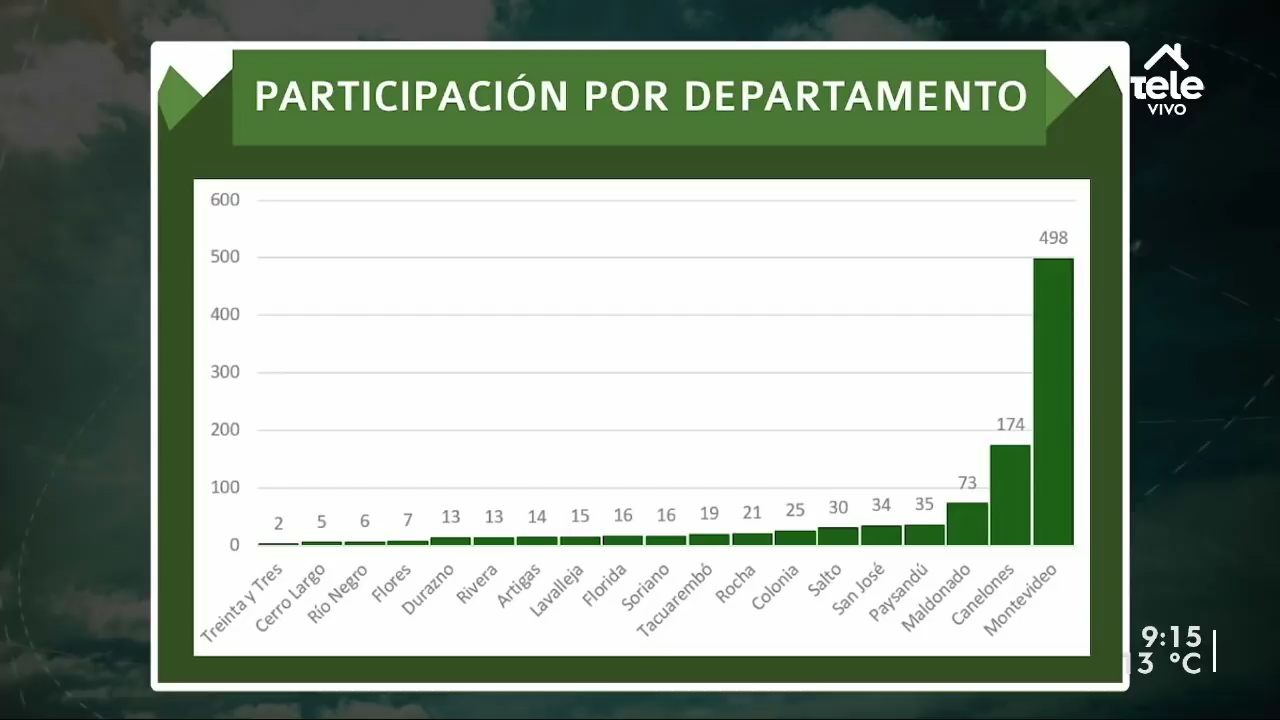 PARTICIPACIÓN POR DEPARTAMENTO
tele
VIVO
600
500
400
300
200
100
0
2
5
6
7
13
13
14
15
16
16
19
21
25
30
34
35
73
174
498
Treinta y Tres
Cerro Largo
Río Negro
Flores
Durazno
Rivera
Artigas
Lavalleja
Florida
Soriano
Tacuarembó
Rocha
Colonia
Salto
San José
Paysandú
Maldonado
Canelones
Montevideo
9:15
13 °C